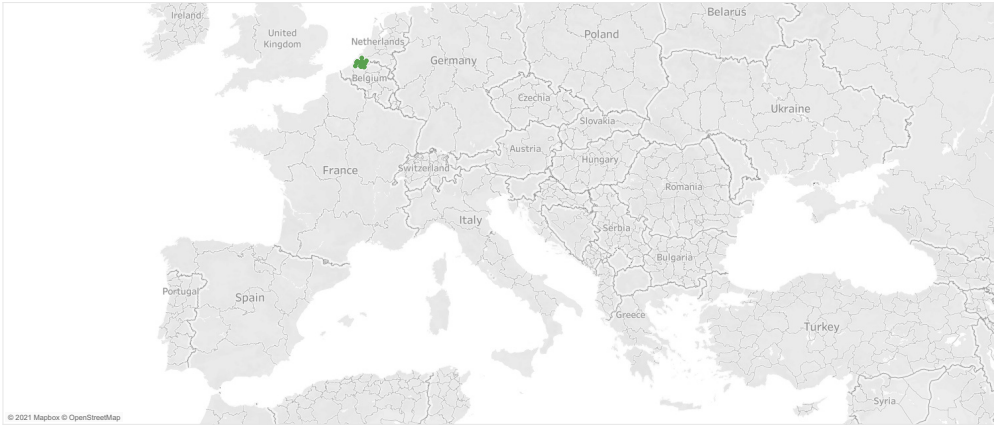 Ireland
United
Kingdom
Netherlands
Belgium
Germany
Poland
Belarus
Czechia
Slovakia
Ukraine
Austria
Hungary
Switzerland
France
Romania
Italy
Serbia
Bulgaria
Portugal
Spain
Greece
Turkey
Syria
© 2021 Mapbox © OpenStreetMap